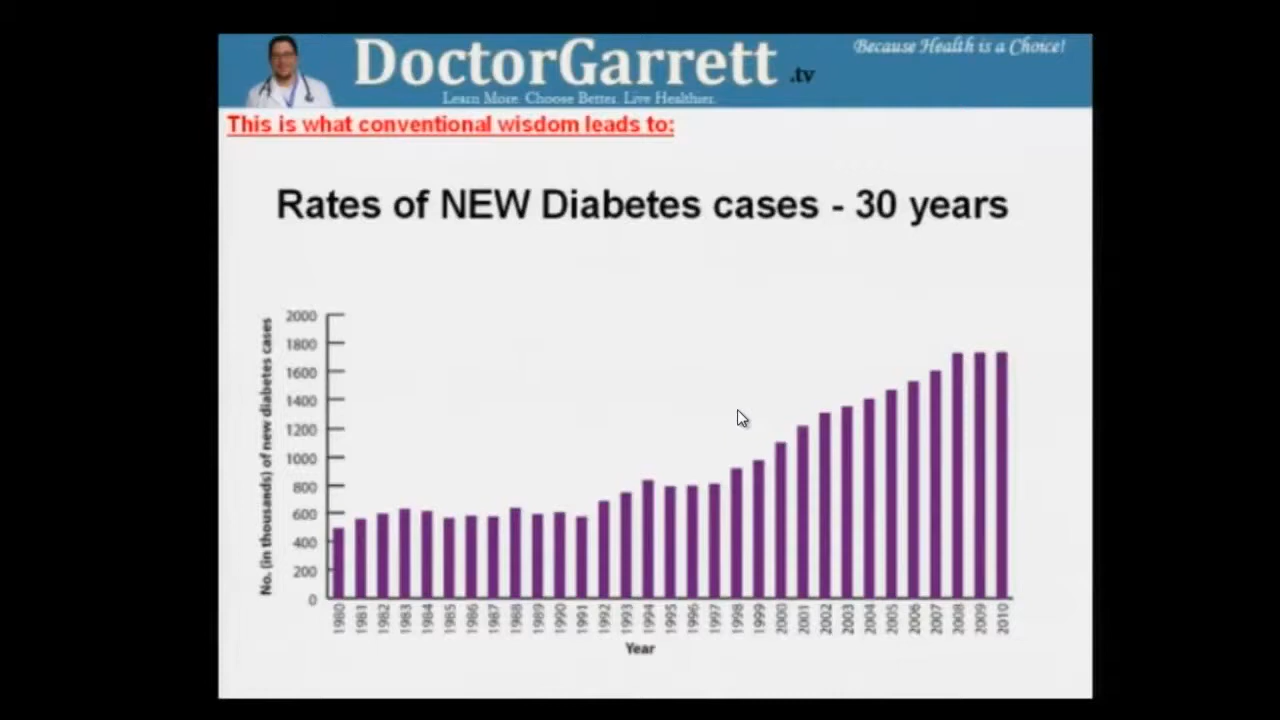 DoctorGarrett .tv
Because Health is a Choice!
Learn More. Choose Better. Live Healthier.
This is what conventional wisdom leads to:
Rates of NEW Diabetes cases - 30 years
No. (in thousands) of new diabetes cases
2000
1800
1600
1400
1200
1000
800
600
400
200
0
1980 1981 1982 1983 1984 1985 1986 1987 1988 1989 1990 1991 1992 1993 1994 1995 1996 1997 1998 1999 2000 2001 2002 2003 2004 2005 2006 2007 2008 2009 2010
Year